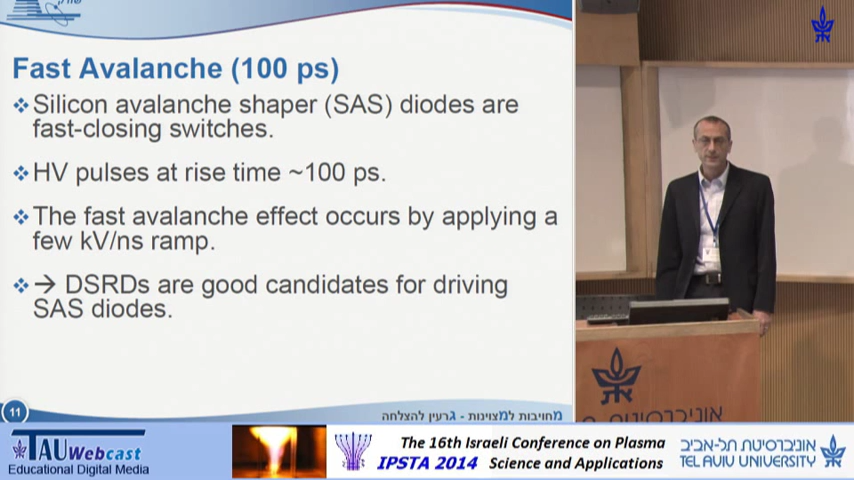 Fast Avalanche (100 ps)
Silicon avalanche shaper (SAS) diodes are
fast-closing switches.
HV pulses at rise time ~100 ps.
The fast avalanche effect occurs by applying a
few kV/ns ramp.
→ DSRDs are good candidates for driving
SAS diodes.
11
מחויבות למצוינות - גרעין להצלחה
אוניברסיטת
TAU Webcast
Educational Digital Media
The 16th Israeli Conference on Plasma
IPSTA 2014 Science and Applications
אוניברסיטת תל-אביב
TEL AVIV UNIVERSITY